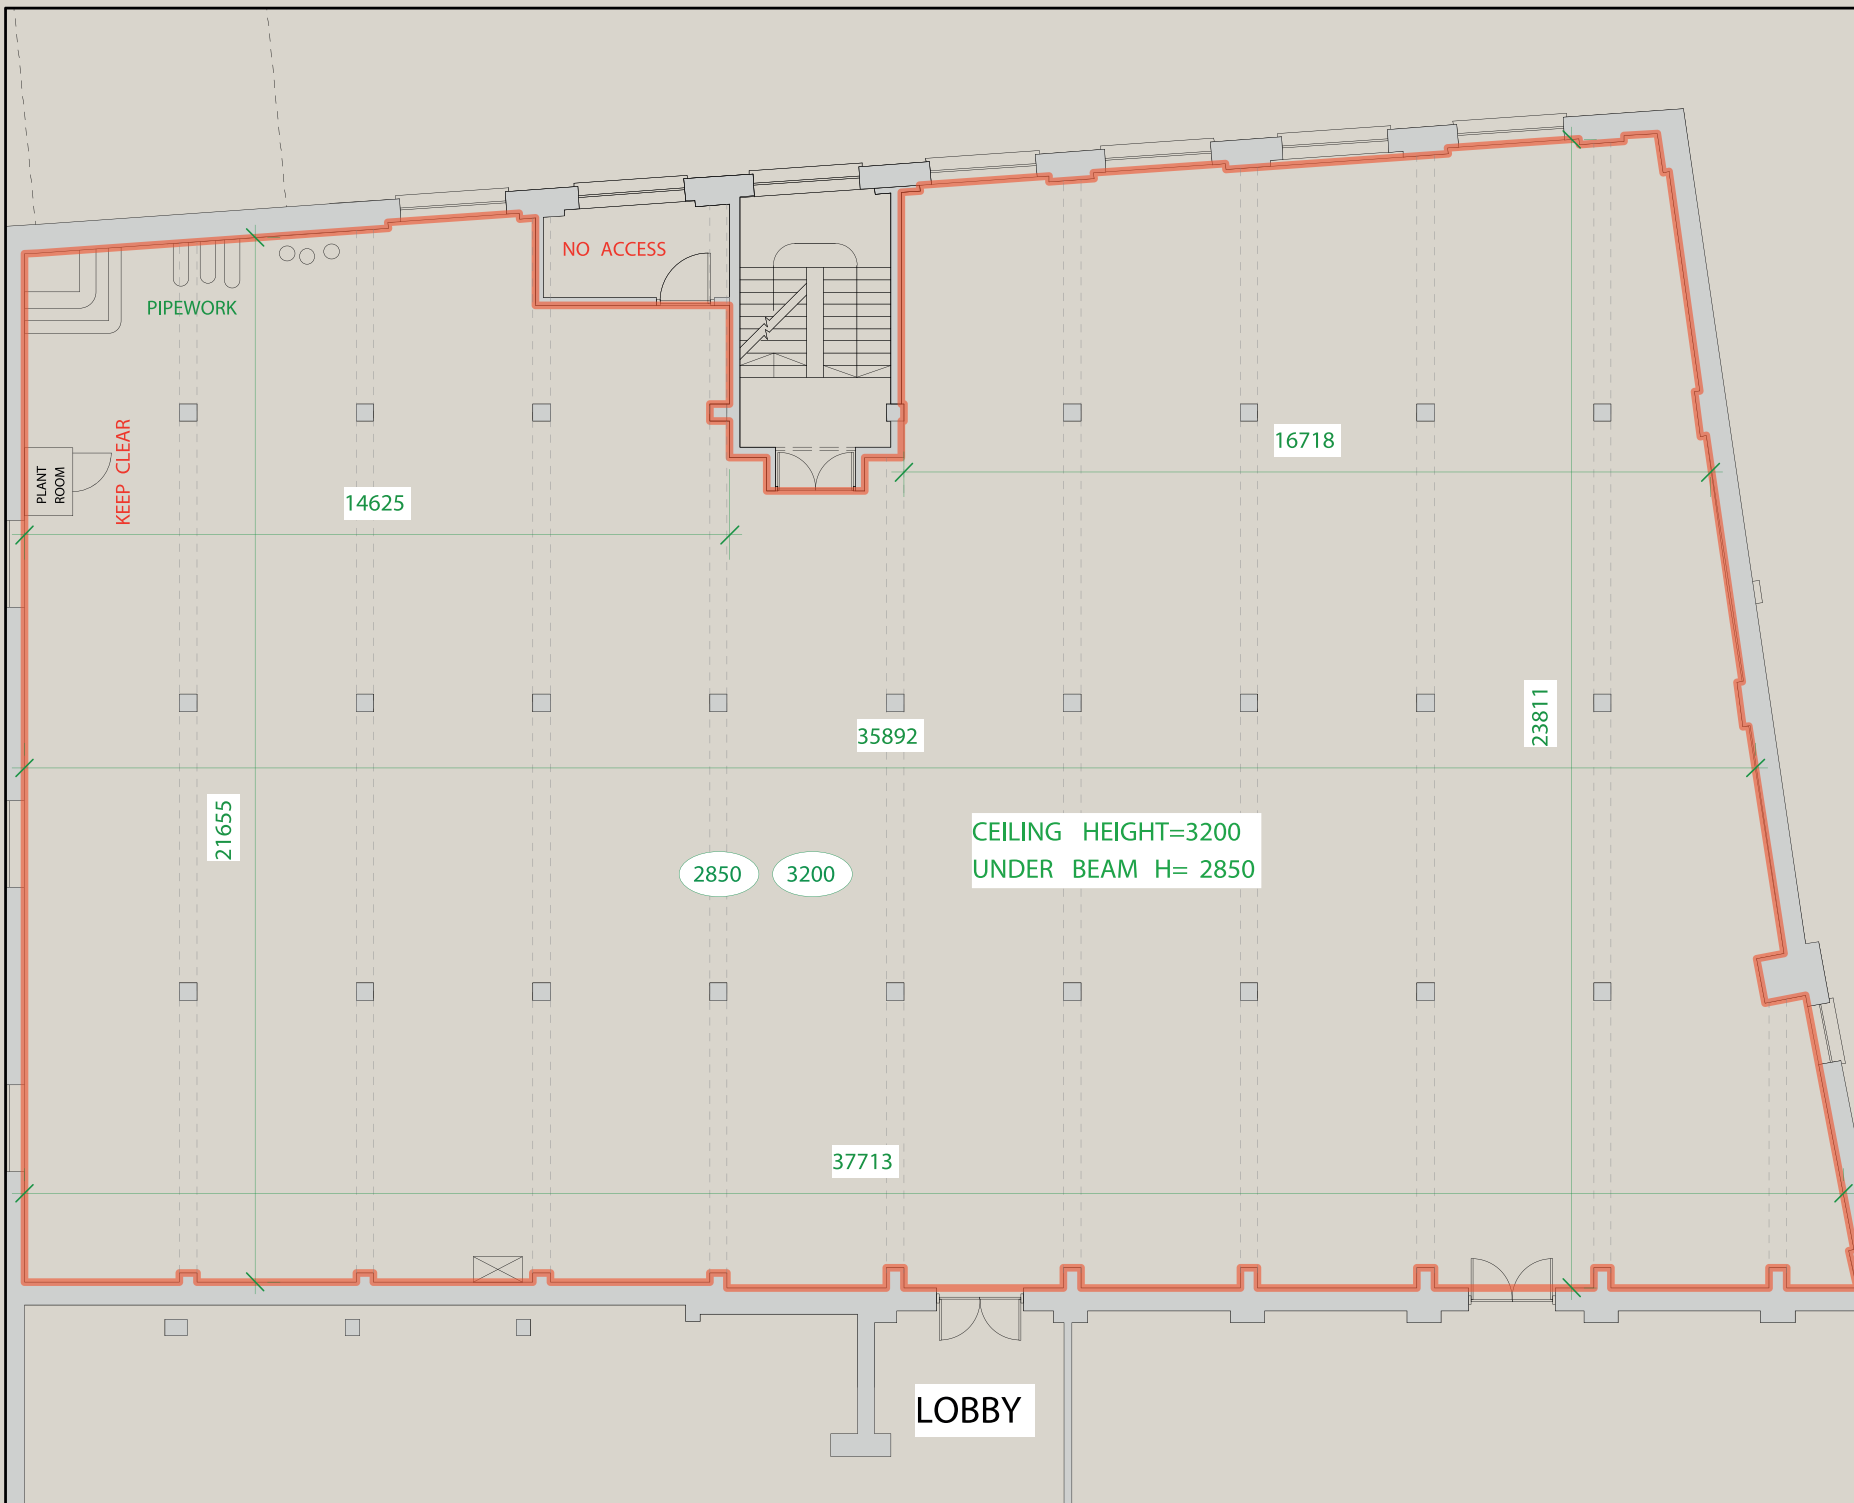 NO ACCESS
PIPEWORK
16718
KEEP CLEAR
PLANT
ROOM
14625
23811
35892
21655
CEILING HEIGHT=3200
UNDER BEAM H= 2850
2850
3200
37713
LOBBY